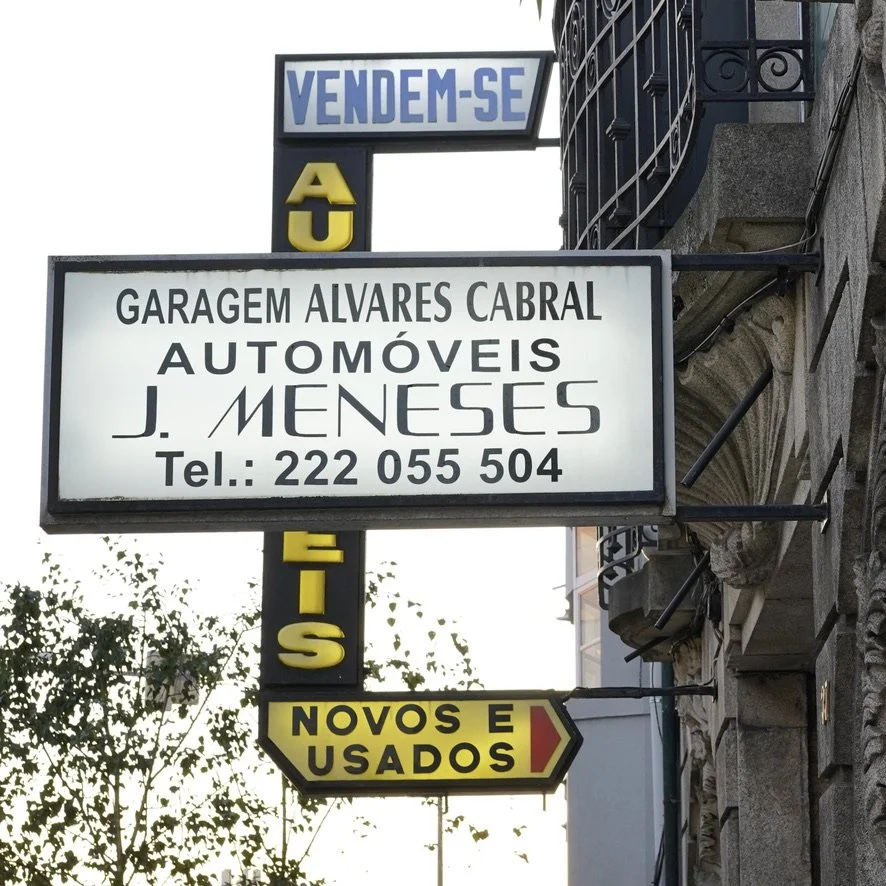 VENDEM-SE
AU
GARAGEM ALVARES CABRAL
AUTOMÓVEIS
J. MENESES
Tel.: 222 055 504
EIS
NOVOS E
USADOS